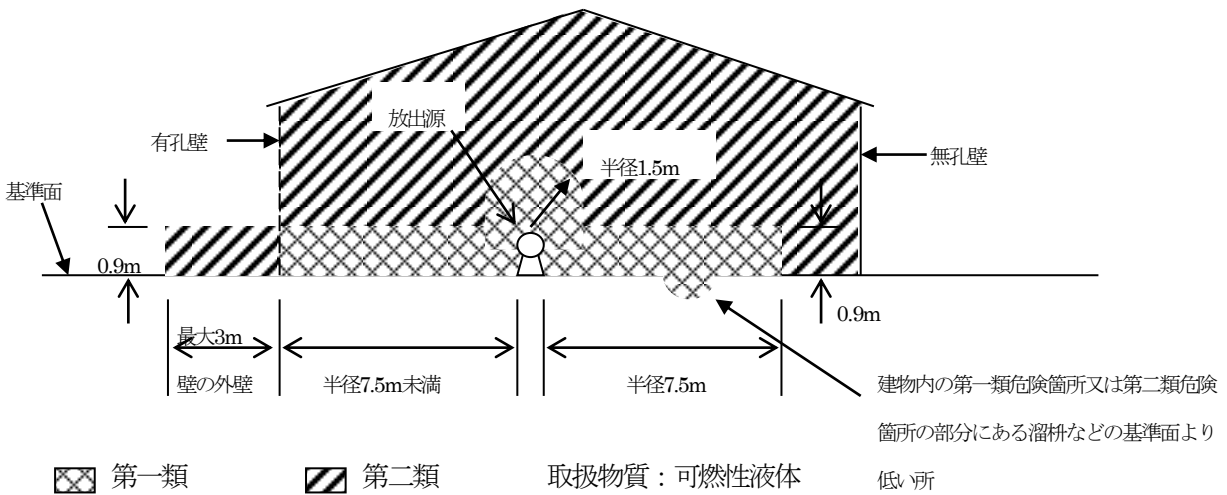 放出源
有孔壁
半径1.5m
無孔壁
基準面
0.9m
0.9m
最大3m
壁の外壁
半径7.5m未満
半径7.5m
建物内の第一類危険箇所又は第二類危険
箇所の部分にある溜枡などの基準面より
低い所
第一類
第二類
取扱物質：可燃性液体